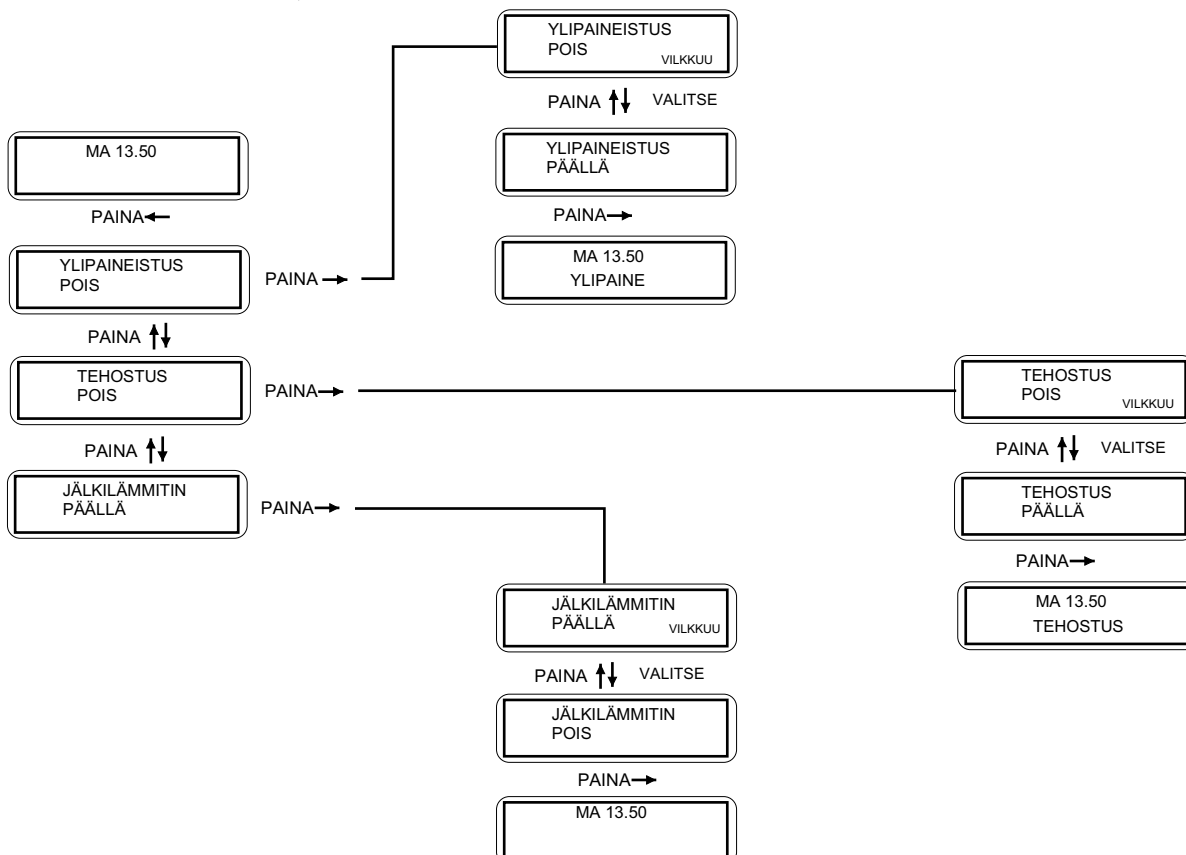 YLIPAINEISTUS
POIS
VILKKUU
PAINA
VALITSE
YLIPAINEISTUS
PÄÄLLÄ
PAINA
MA 13.50
YLIPAINE
MA 13.50
PAINA
YLIPAINEISTUS
POIS
PAINA
PAINA
TEHOSTUS
POIS
PAINA
PAINA
JÄLKILÄMMITIN
PÄÄLLÄ
PAINA
TEHOSTUS
POIS
VILKKUU
PAINA
VALITSE
TEHOSTUS
PÄÄLLÄ
PAINA
MA 13.50
TEHOSTUS
JÄLKILÄMMITIN
PÄÄLLÄ
VILKKUU
PAINA
VALITSE
JÄLKILÄMMITIN
POIS
PAINA
MA 13.50